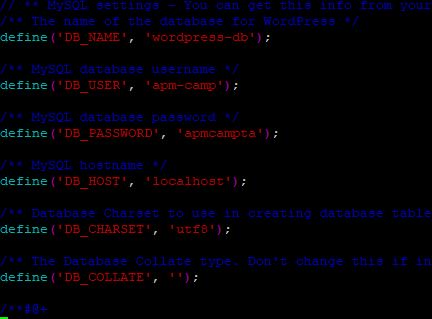 // ** MySQL settings - You can get this info from your
/** The name of the database for WordPress */
define('DB_NAME', 'wordpress-db');
/** MySQL database username */
define('DB_USER', 'apm-camp');
/** MySQL database password */
define('DB_PASSWORD', 'apmcampta');
/** MySQL hostname */
define('DB_HOST', 'localhost');
/** Database Charset to use in creating database table
define('DB_CHARSET', 'utf8');
/** The Database Collate type. Don't change this if in
define('DB_COLLATE', '');
/**#@+